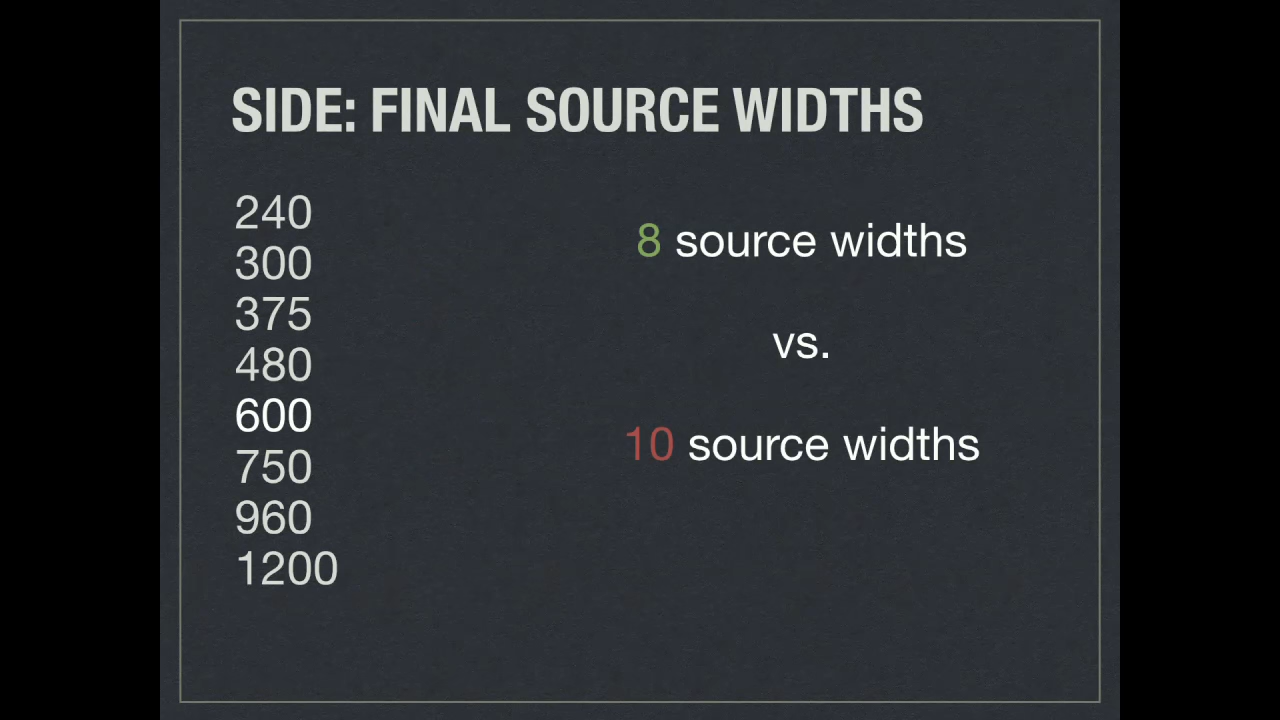 SIDE: FINAL SOURCE WIDTHS
240
300
375
480
600
750
960
1200
8 source widths
vs.
10 source widths